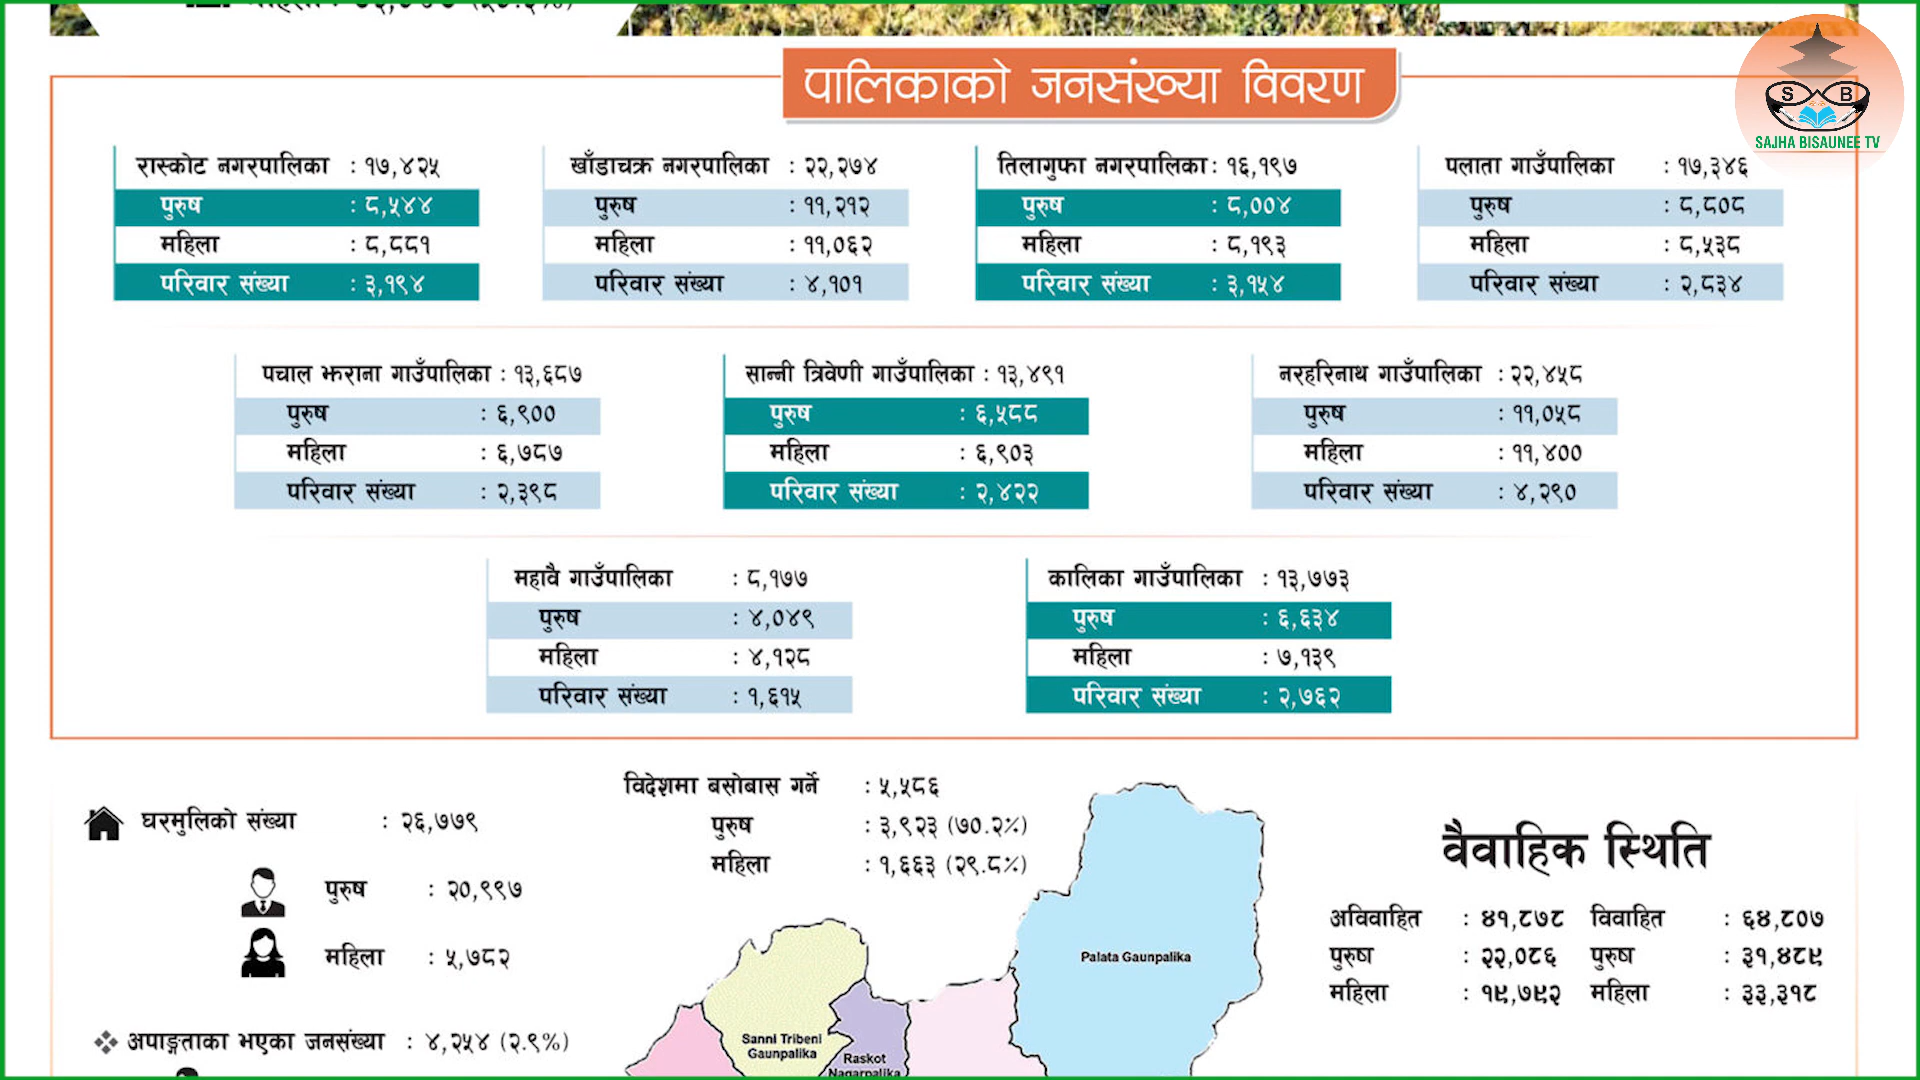 S B
SAJHA BISAUNEE TV
पालिकाको जनसंख्या विवरण
रास्कोट नगरपालिका : १७,४२५
पुरुष : ८,५४४
महिला : ८,८८१
परिवार संख्या : ३,१९४
खाँडाचक्र नगरपालिका : २२,२७४
पुरुष : ११,२१२
महिला : ११,०६२
परिवार संख्या : ४,१०१
तिलागुफा नगरपालिका : १६,१९७
पुरुष : ८,००४
महिला : ८,१९३
परिवार संख्या : ३,१५४
पलाता गाउँपालिका : १७,३४६
पुरुष : ८,८०८
महिला : ८,५३८
परिवार संख्या : २,८३४
पचाल झराना गाउँपालिका : १३,६८७
पुरुष : ६,९००
महिला : ६,७८७
परिवार संख्या : २,३९८
सान्नी त्रिवेणी गाउँपालिका : १३,४९१
पुरुष : ६,५८८
महिला : ६,९०३
परिवार संख्या : २,४२२
नरहरिनाथ गाउँपालिका : २२,४५८
पुरुष : ११,०५८
महिला : ११,४००
परिवार संख्या : ४,२९०
महावै गाउँपालिका : ८,१७७
पुरुष : ४,०४९
महिला : ४,१२८
परिवार संख्या : १,६१५
कालिका गाउँपालिका : १३,७७३
पुरुष : ६,६३४
महिला : ७,१३९
परिवार संख्या : २,७६२
घरमुलिको संख्या : २६,७७९
पुरुष : २०,९९७
महिला : ५,७८२
अपाङ्गताका भएका जनसंख्या : ४,२५४ (२.९%)
विदेशमा बसोबास गर्ने : ५,५८६
पुरुष : ३,९२३ (७०.२%)
महिला : १,६६३ (२९.८%)
Palata Gaunpalika
Sanni Tribeni
Gaunpalika
Raskot
Nagarpalika
वैवाहिक स्थिति
अविवाहित : ४१,८७८ विवाहित : ६४,८०७
पुरुष : २२,०८६ पुरुष : ३१,४८९
महिला : १९,७९२ महिला : ३३,३१८